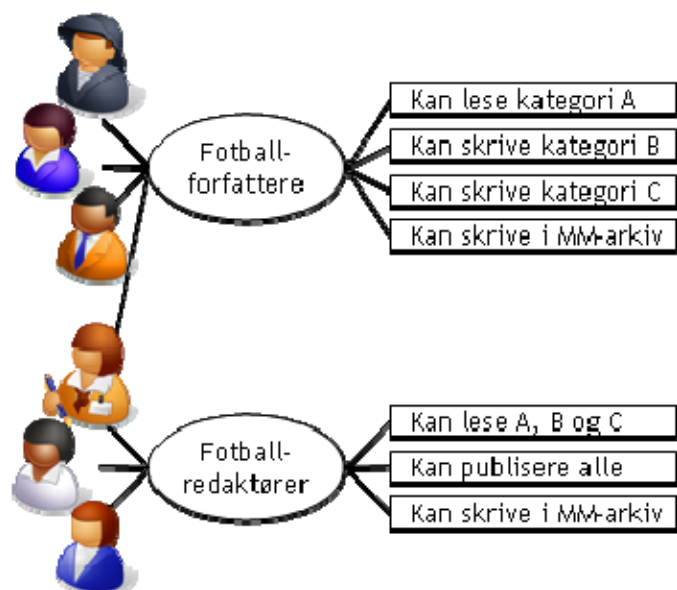 Fotball-
forfattere
Kan lese kategori A
Kan skrive kategori B
Kan skrive kategori C
Kan skrive i MM-arkiv
Fotball-
redaktører
Kan lese A, B og C
Kan publisere alle
Kan skrive i MM-arkiv